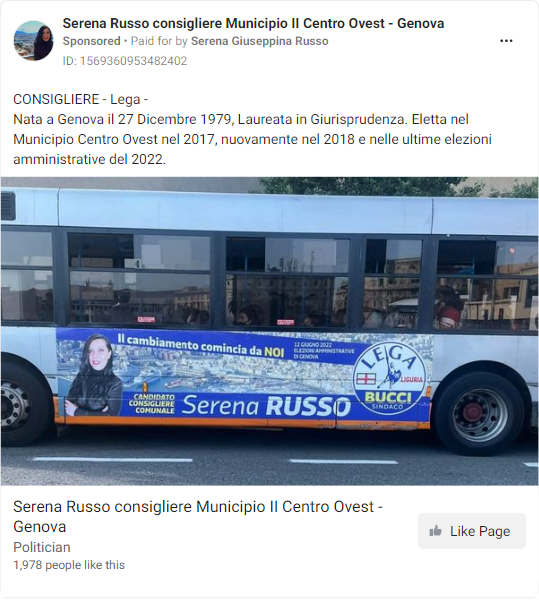 Serena Russo consigliere Municipio II Centro Ovest - Genova
Sponsored • Paid for by Serena Giuseppina Russo
ID: 1569360953482402
CONSIGLIERE - Lega -
Nata a Genova il 27 Dicembre 1979, Laureata in Giurisprudenza. Eletta nel
Municipio Centro Ovest nel 2017, nuovamente nel 2018 e nelle ultime elezioni
amministrative del 2022.
Il cambiamento comincia da NOI
12 GIUGNO 2022
ELEZIONI AMMINISTRATIVE
DI GENOVA
CANDIDATO
CONSIGLIERE
COMUNALE
Serena RUSSO
LEGA
LIGURIA
BUCCI
SINDACO
Serena Russo consigliere Municipio II Centro Ovest -
Genova
Politician
1,978 people like this
Like Page